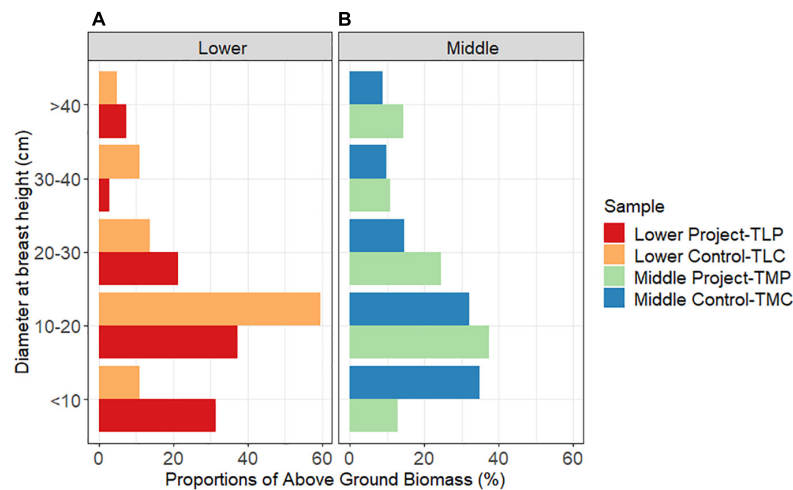 A
B
Lower
Middle
Diameter at breast height (cm)
>40
30-40
20-30
10-20
<10
0 20 40 60
0 20 40 60
Proportions of Above Ground Biomass (%)
Sample
Lower Project-TLP
Lower Control-TLC
Middle Project-TMP
Middle Control-TMC